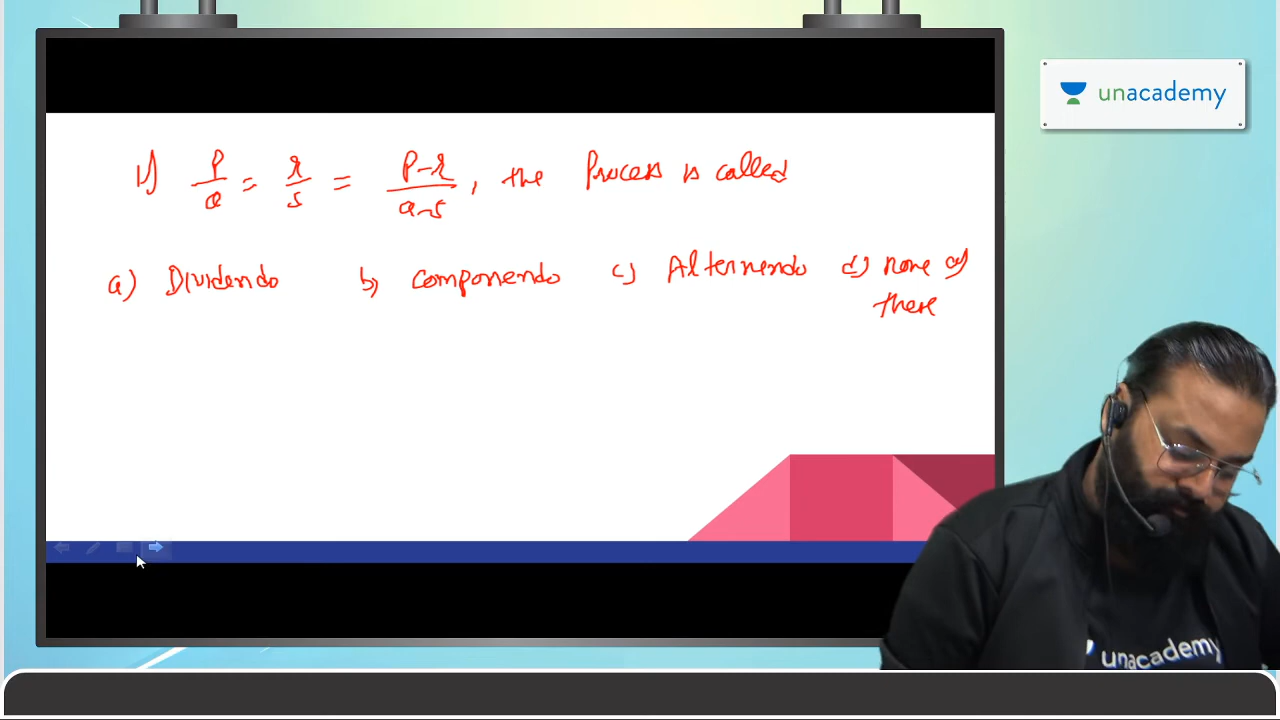 unacademy
1) P/q = r/s = P-r/q-s, the Process is called
a) Dividendo b) Componendo c) Alternendo d) none of
these
unacademy